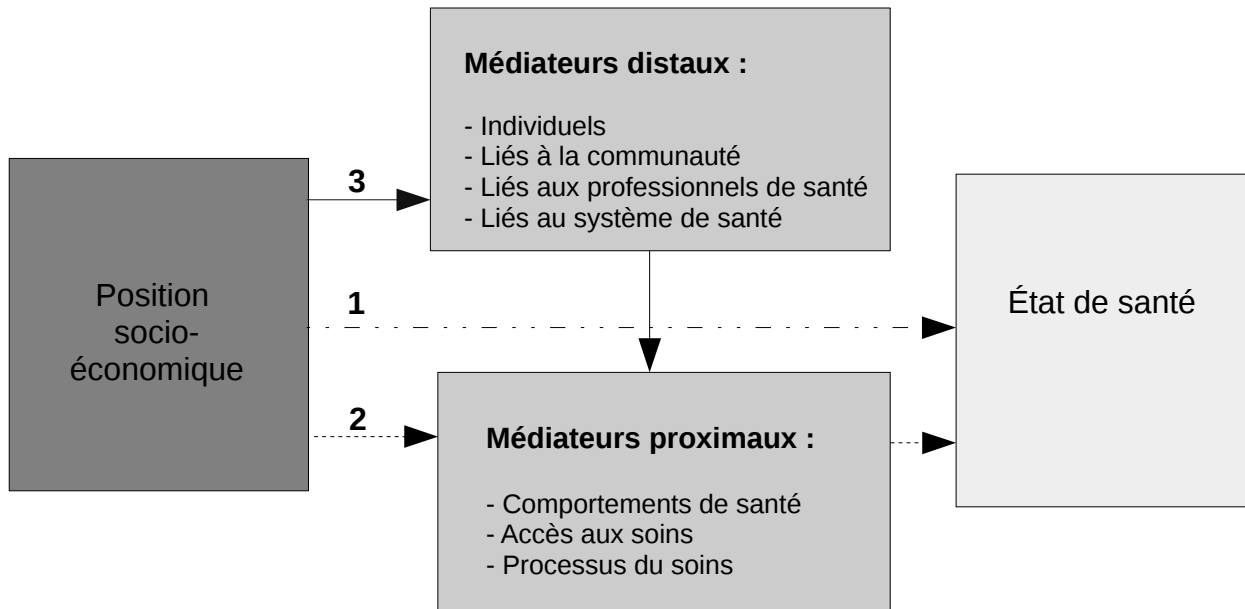 Médiateurs distaux :
- Individuels
- Liés à la communauté
- Liés aux professionnels de santé
- Liés au système de santé
3
Position
socio-
économique
1
État de santé
2
Médiateurs proximaux :
- Comportements de santé
- Accès aux soins
- Processus du soins